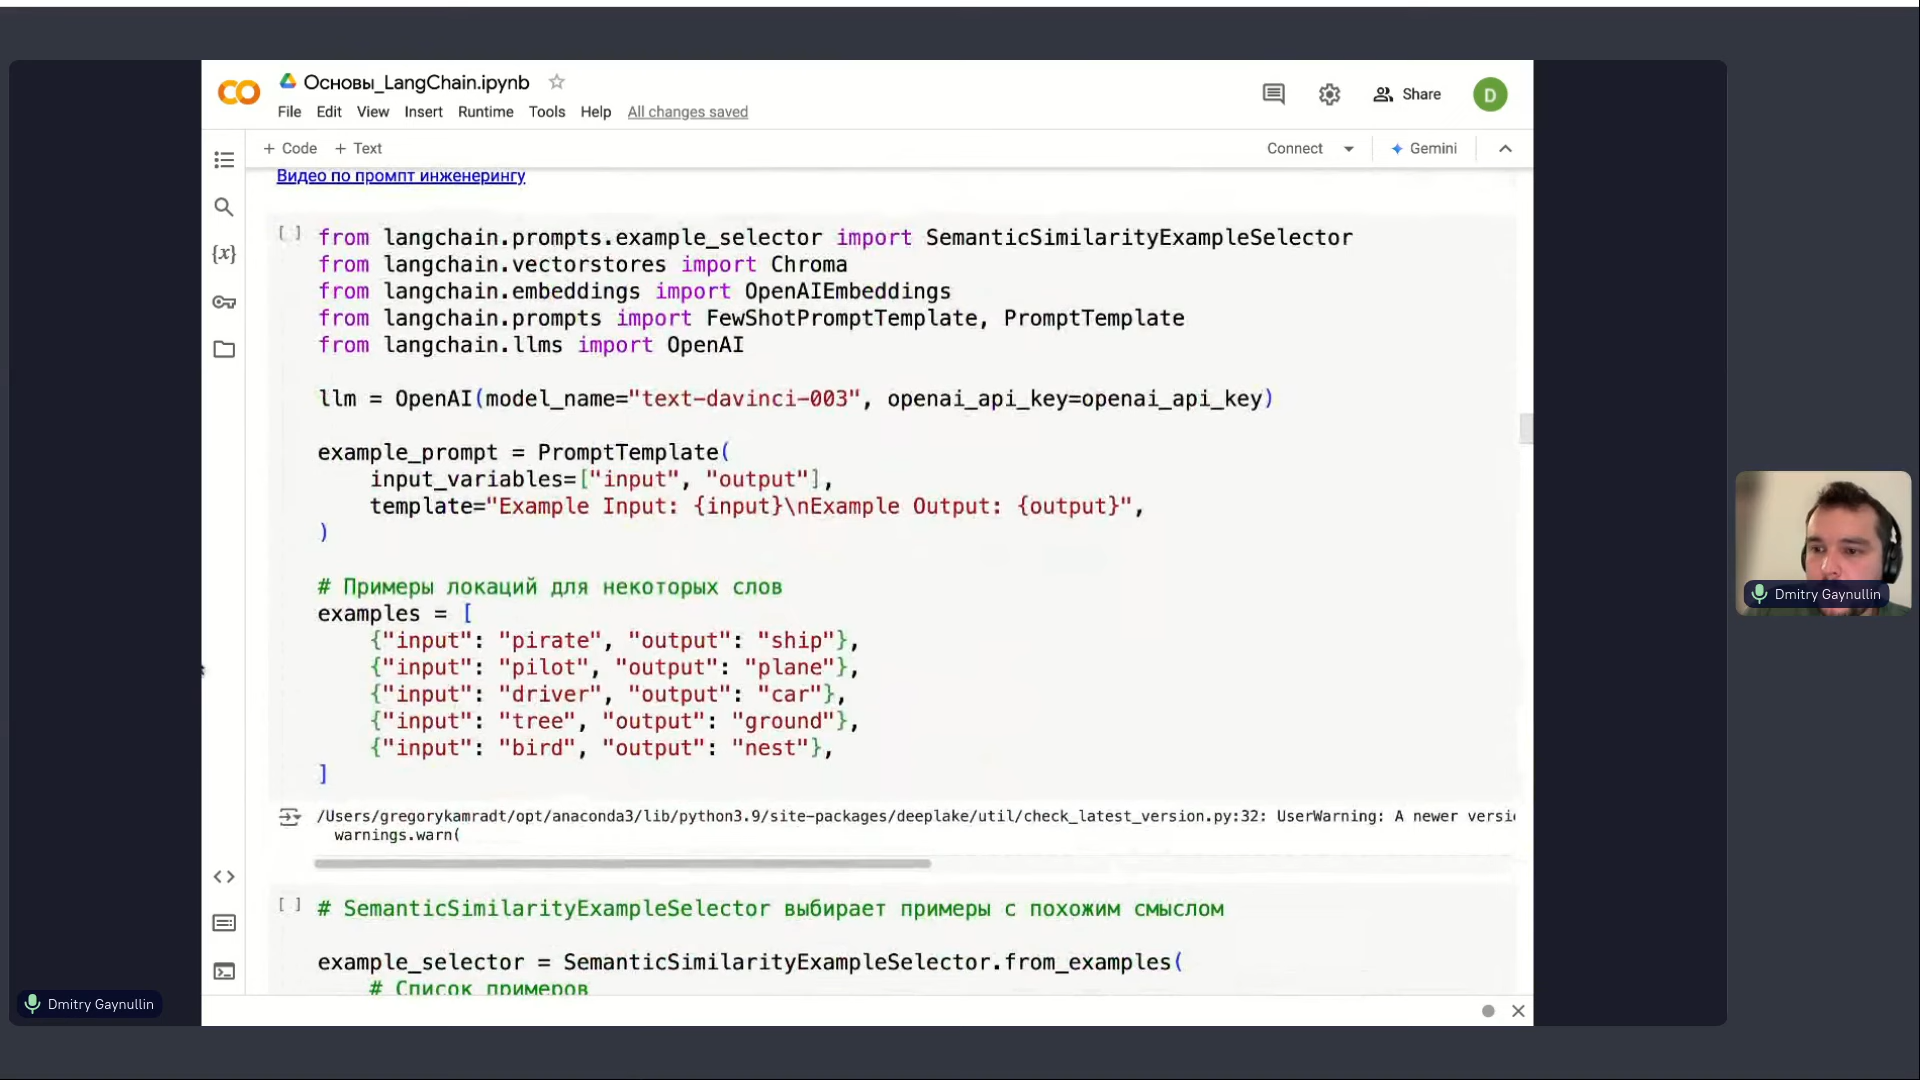 Основы_LangChain.ipynb
File Edit View Insert Runtime Tools Help All changes saved
Share
D
+ Code + Text
Connect
Gemini
Видео по промпт инженерингу
[ ] from langchain.prompts.example_selector import SemanticSimilarityExampleSelector
from langchain.vectorstores import Chroma
from langchain.embeddings import OpenAIEmbeddings
from langchain.prompts import FewShotPromptTemplate, PromptTemplate
from langchain.llms import OpenAI
llm = OpenAI(model_name="text-davinci-003", openai_api_key=openai_api_key)
example_prompt = PromptTemplate(
input_variables=["input", "output"],
template="Example Input: {input}\nExample Output: {output}",
)
# Примеры локаций для некоторых слов
examples = [
{"input": "pirate", "output": "ship"},
{"input": "pilot", "output": "plane"},
{"input": "driver", "output": "car"},
{"input": "tree", "output": "ground"},
{"input": "bird", "output": "nest"},
]
/Users/gregorykamradt/opt/anaconda3/lib/python3.9/site-packages/deeplake/util/check_latest_version.py:32: UserWarning: A newer versi
warnings.warn(
[ ] # SemanticSimilarityExampleSelector выбирает примеры с похожим смыслом
example_selector = SemanticSimilarityExampleSelector.from_examples(
# Список примеров
Dmitry Gaynullin
Dmitry Gaynullin